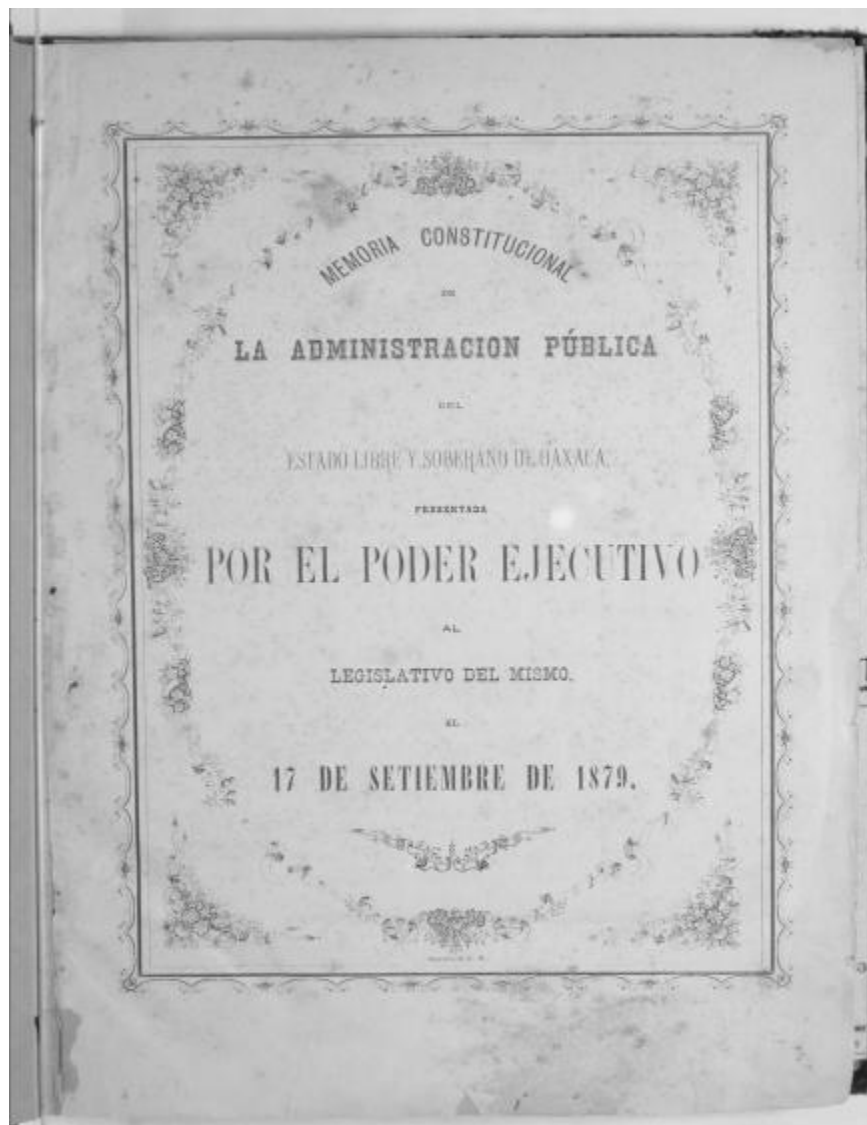 MEMORIA CONSTITUCIONAL
DE
LA ADMINISTRACION PÚBLICA
DEL
ESTADO LIBRE Y SOBERANO DE OAXACA,
PRESENTADA
POR EL PODER EJECUTIVO
AL
LEGISLATIVO DEL MISMO,
EL
17 DE SETIEMBRE DE 1879.